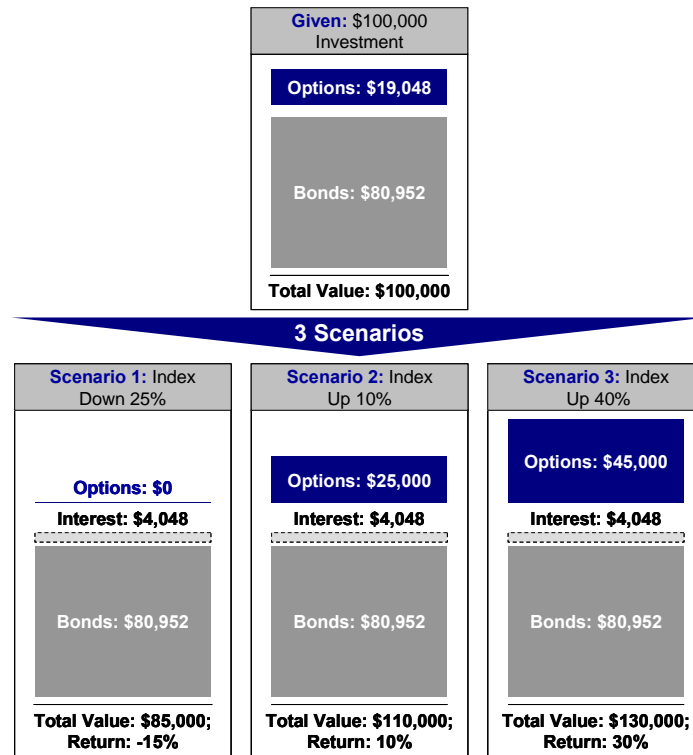 Given: $100,000
Investment
Options: $19,048
Bonds: $80,952
Total Value: $100,000
3 Scenarios
Scenario 1: Index
Down 25%
Options: $0
Interest: $4,048
Bonds: $80,952
Total Value: $85,000;
Return: -15%
Scenario 2: Index
Up 10%
Options: $25,000
Interest: $4,048
Bonds: $80,952
Total Value: $110,000;
Return: 10%
Scenario 3: Index
Up 40%
Options: $45,000
Interest: $4,048
Bonds: $80,952
Total Value: $130,000;
Return: 30%